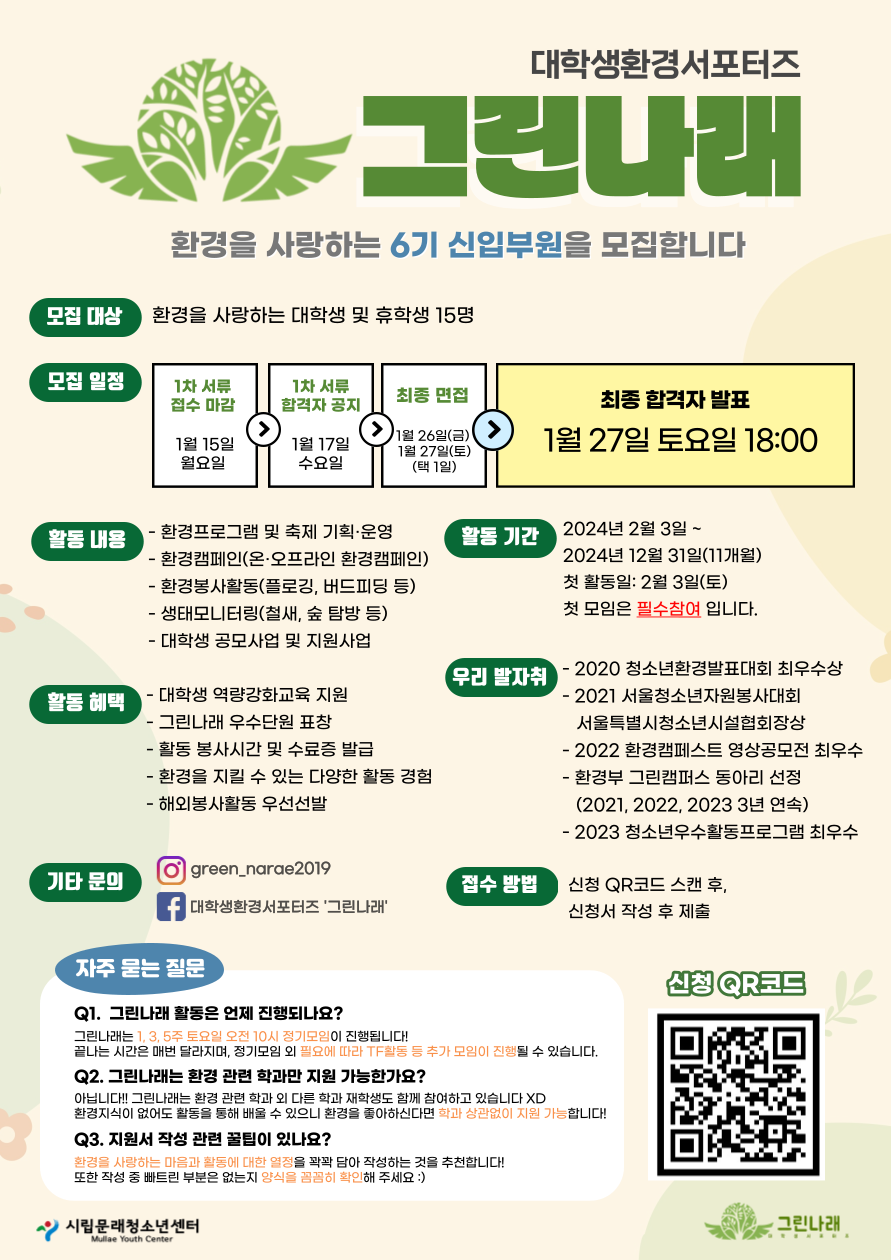 대학생환경서포터즈
그린나래
환경을 사랑하는 6기 신입부원을 모집합니다
모집 대상
환경을 사랑하는 대학생 및 휴학생 15명
모집 일정
1차 서류
접수 마감
1월 15일
월요일
1차 서류
합격자 공지
1월 17일
수요일
최종 면접
1월 26일(금)
1월 27일(토)
(택 1일)
최종 합격자 발표
1월 27일 토요일 18:00
활동 내용
- 환경프로그램 및 축제 기획·운영
- 환경캠페인(온·오프라인 환경캠페인)
- 환경봉사활동(플로깅, 버드피딩 등)
- 생태모니터링(철새, 숲 탐방 등)
- 대학생 공모사업 및 지원사업
활동 기간
2024년 2월 3일 ~
2024년 12월 31일(11개월)
첫 활동일: 2월 3일(토)
첫 모임은 필수참여 입니다.
활동 혜택
- 대학생 역량강화교육 지원
- 그린나래 우수단원 표창
- 활동 봉사시간 및 수료증 발급
- 환경을 지킬 수 있는 다양한 활동 경험
- 해외봉사활동 우선선발
우리 발자취
- 2020 청소년환경발표대회 최우수상
- 2021 서울청소년자원봉사대회
서울특별시청소년시설협회장상
- 2022 환경캠페스트 영상공모전 최우수
- 환경부 그린캠퍼스 동아리 선정
(2021, 2022, 2023 3년 연속)
- 2023 청소년우수활동프로그램 최우수
기타 문의
green_narae2019
대학생환경서포터즈 '그린나래'
접수 방법
신청 QR코드 스캔 후,
신청서 작성 후 제출
자주 묻는 질문
Q1. 그린나래 활동은 언제 진행되나요?
그린나래는 1, 3, 5주 토요일 오전 10시 정기모임이 진행됩니다!
끝나는 시간은 매번 달라지며, 정기모임 외 필요에 따라 TF활동 등 추가 모임이 진행될 수 있습니다.
Q2. 그린나래는 환경 관련 학과만 지원 가능한가요?
아닙니다!! 그린나래는 환경 관련 학과 외 다른 학과 재학생도 함께 참여하고 있습니다 XD
환경지식이 없어도 활동을 통해 배울 수 있으니 환경을 좋아하신다면 학과 상관없이 지원 가능합니다!
Q3. 지원서 작성 관련 꿀팁이 있나요?
환경을 사랑하는 마음과 활동에 대한 열정을 꽉꽉 담아 작성하는 것을 추천합니다!
또한 작성 중 빠트린 부분은 없는지 양식을 꼼꼼히 확인해 주세요 :)
신청 QR코드
시립문래청소년센터
Mullae Youth Center
그린나래
대학생환경서포터즈